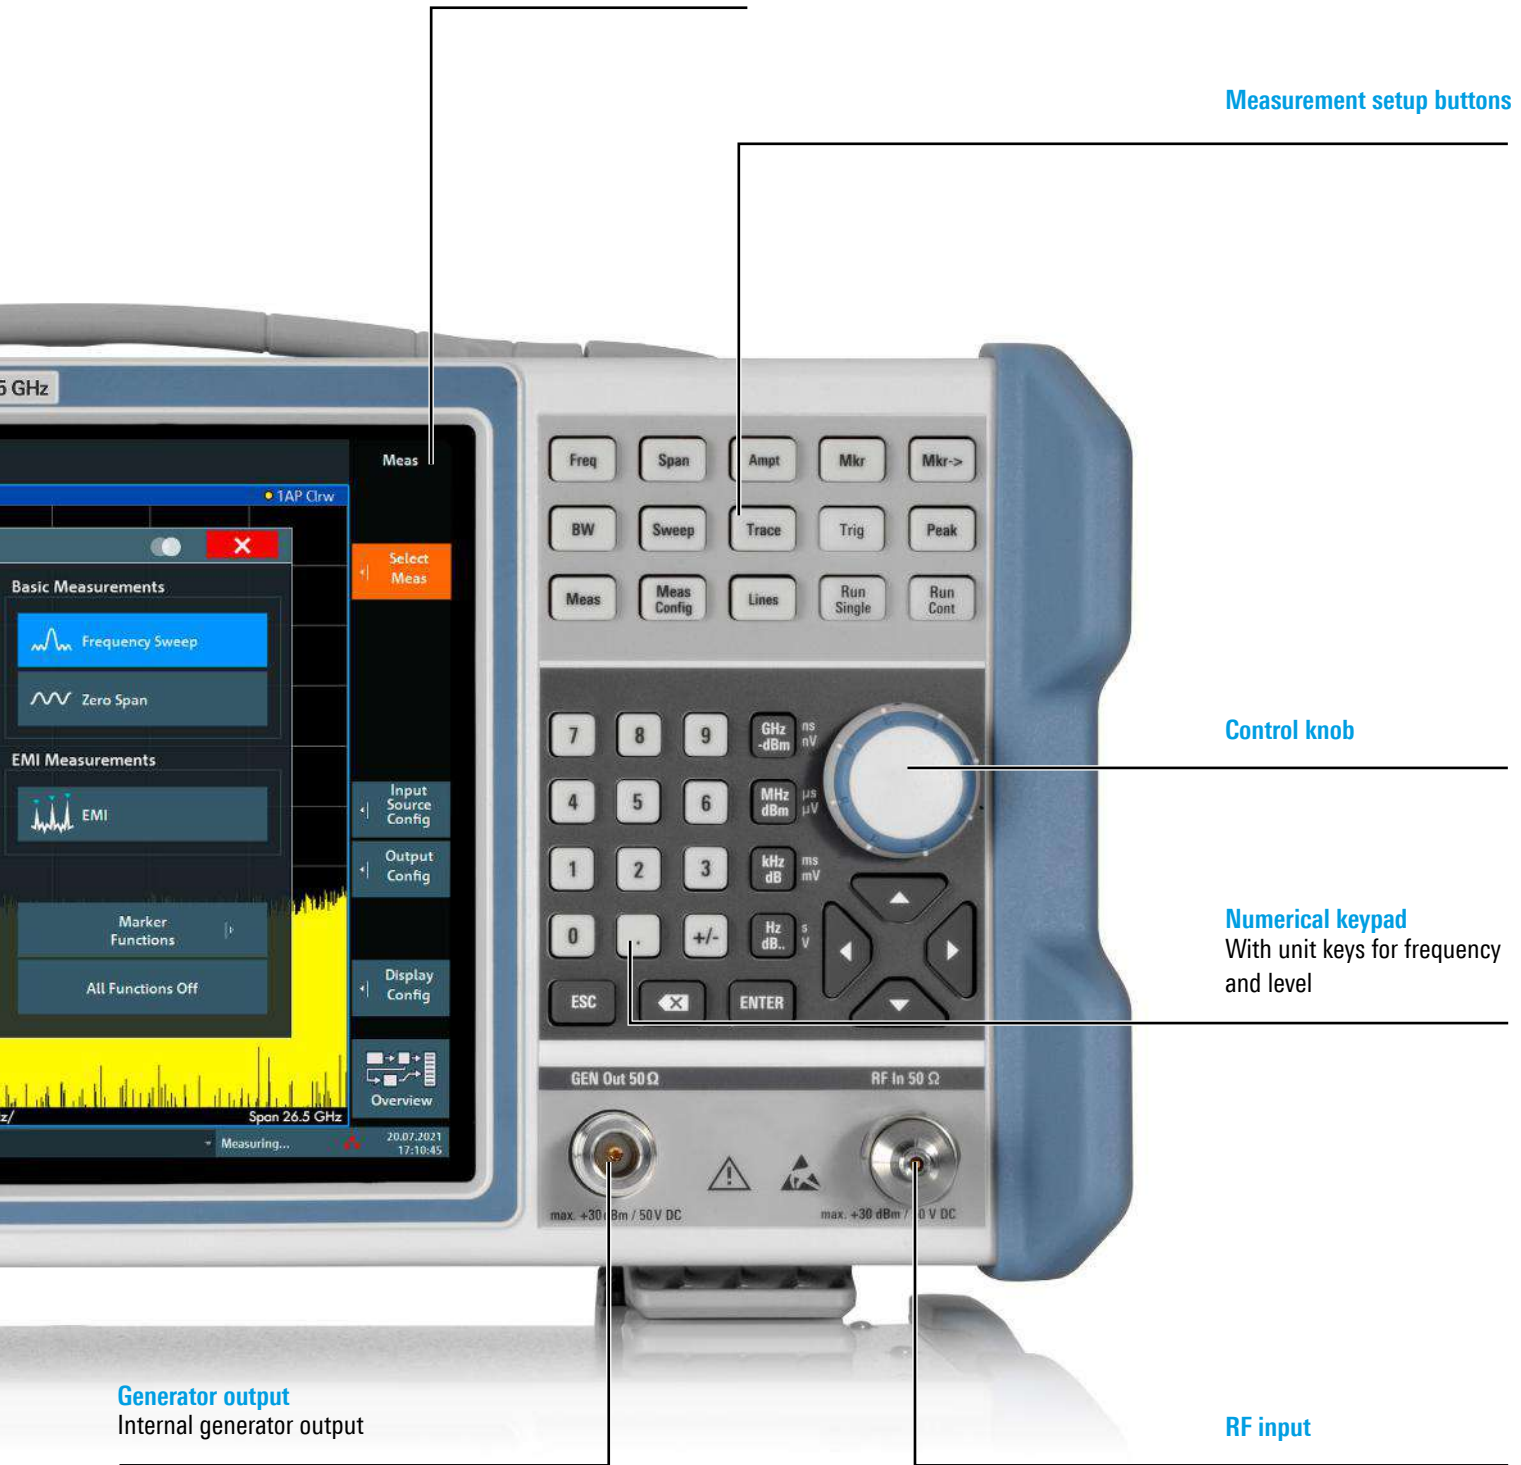 Measurement setup buttons
5 GHz
Meas
1AP Clrw
Select
Meas
Basic Measurements
Frequency Sweep
Zero Span
EMI Measurements
EMI
Input
Source
Config
Output
Config
Marker
Functions
All Functions Off
Display
Config
Overview
z/
Span 26.5 GHz
Measuring...
20.07.2021
17:10:45
Freq Span Ampt Mkr Mkr->
BW Sweep Trace Trig Peak
Meas Meas Config Lines Run Single Run Cont
7 8 9 GHz -dBm ns nV
4 5 6 MHz dBm µs µV
1 2 3 kHz dB ms mV
0 . +/- Hz dB.. s V
ESC ENTER
Control knob
Numerical keypad
With unit keys for frequency
and level
GEN Out 50 Ω
RF In 50 Ω
max. +30 dBm / 50 V DC
max. +30 dBm / 50 V DC
Generator output
Internal generator output
RF input